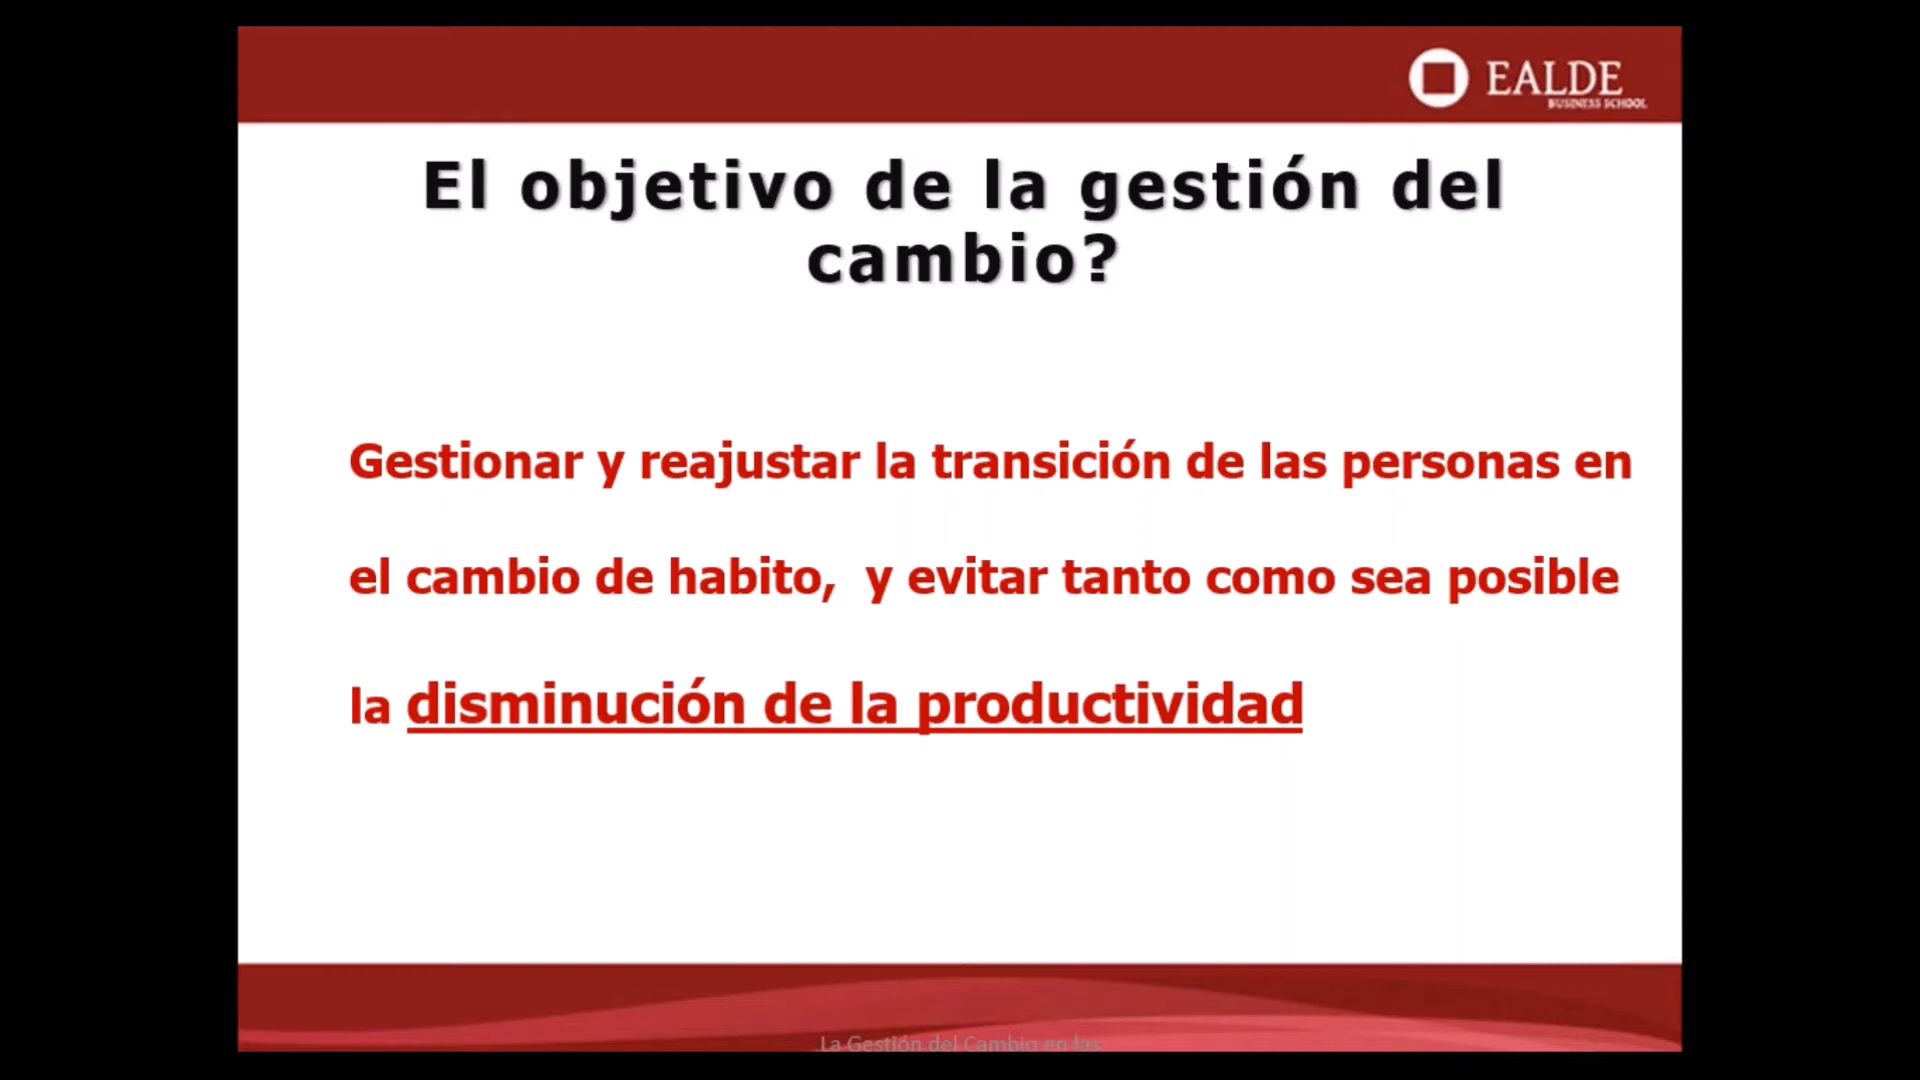 EALDE
BUSINESS SCHOOL
El objetivo de la gestión del
cambio?
Gestionar y reajustar la transición de las personas en
el cambio de habito,  y evitar tanto como sea posible
la disminución de la productividad
La Gestión del Cambio en las